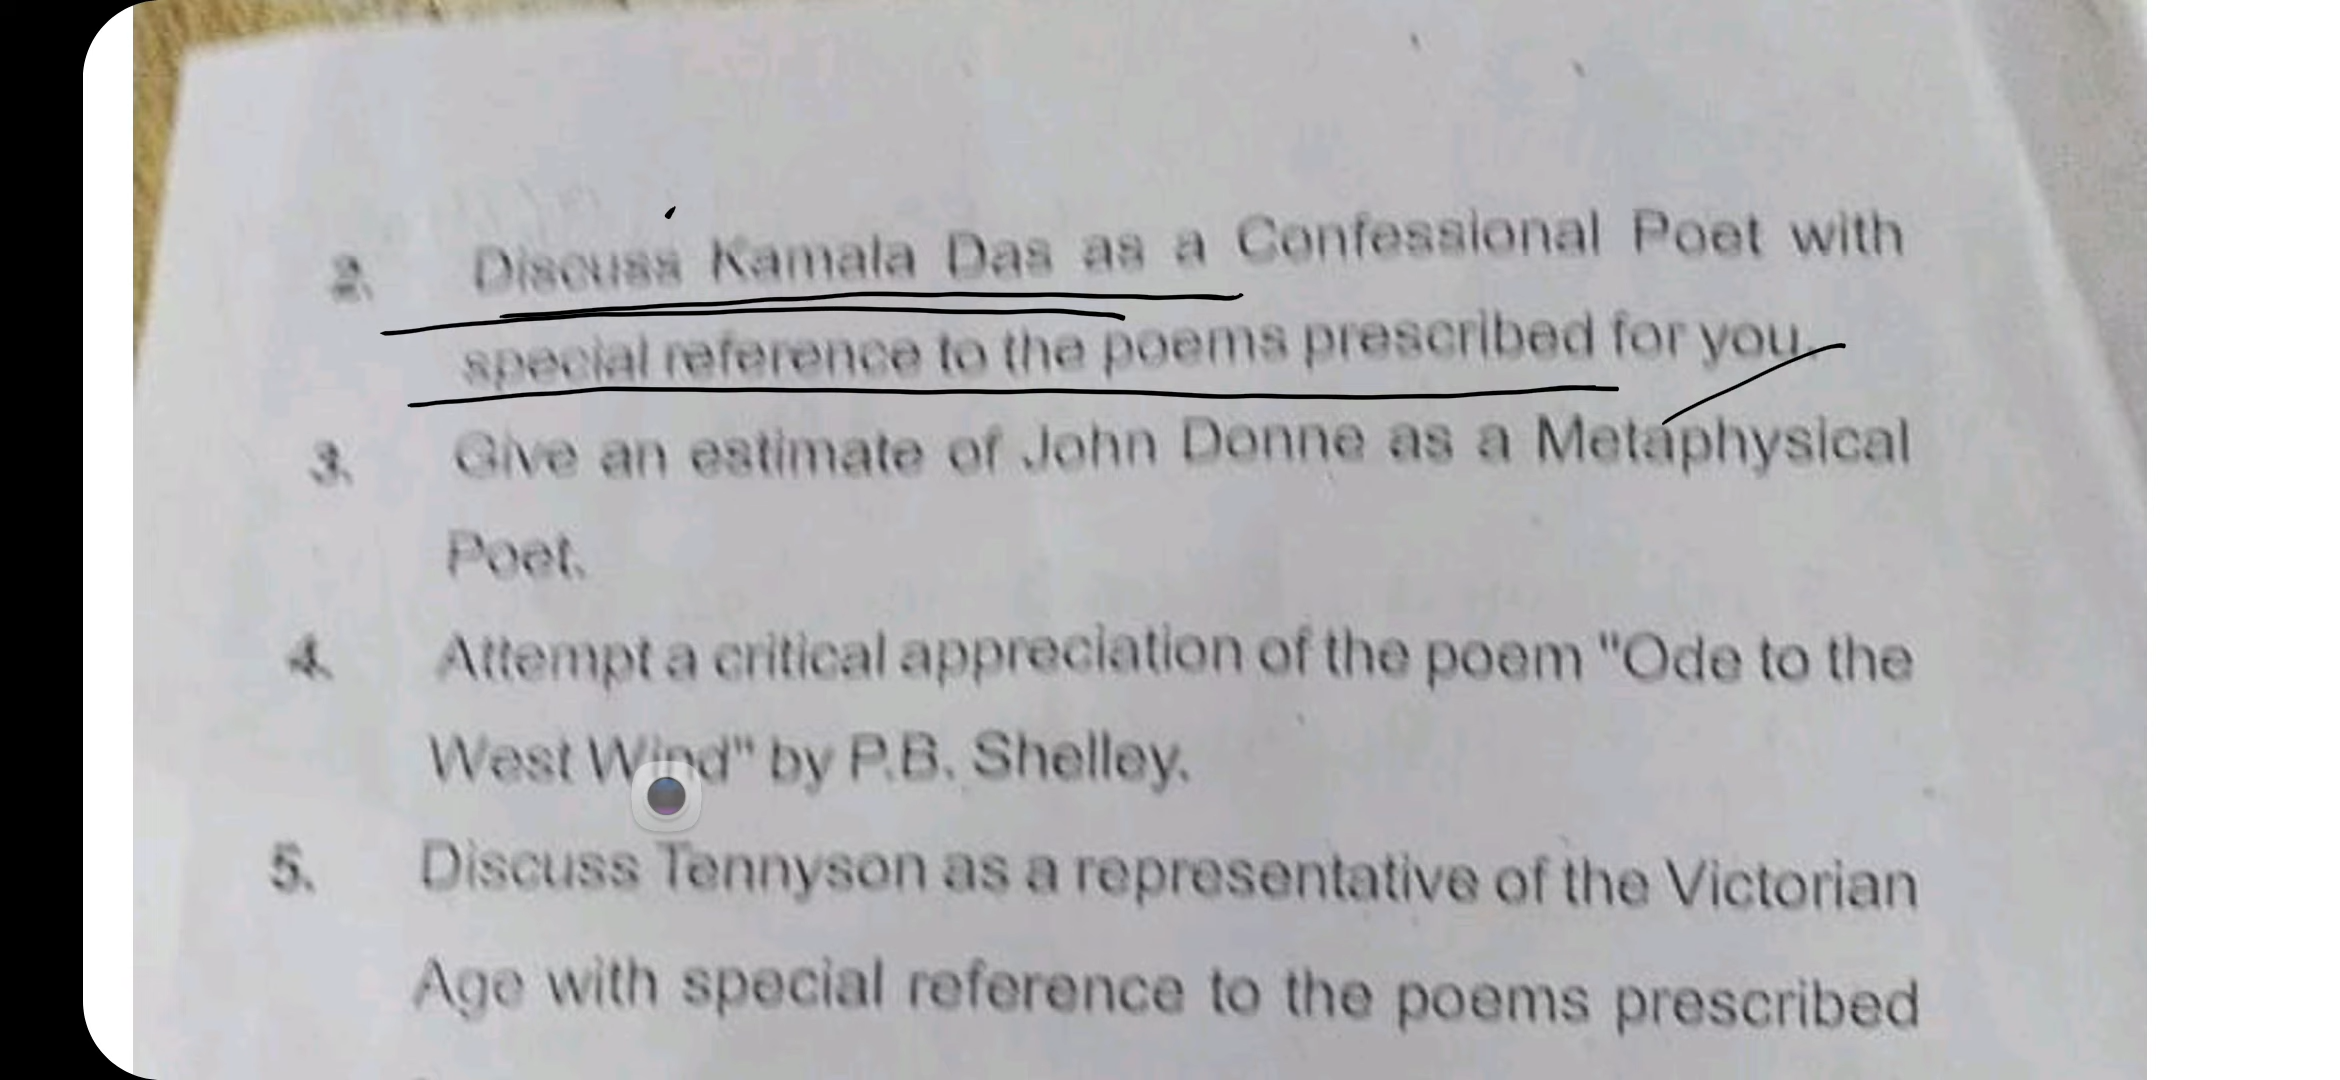 2. Discuss Kamala Das as a Confessional Poet with
special reference to the poems prescribed for you.
3. Give an estimate of John Donne as a Metaphysical
Poet.
4. Attempt a critical appreciation of the poem "Ode to the
West Wind" by P.B. Shelley.
5. Discuss Tennyson as a representative of the Victorian
Age with special reference to the poems prescribed